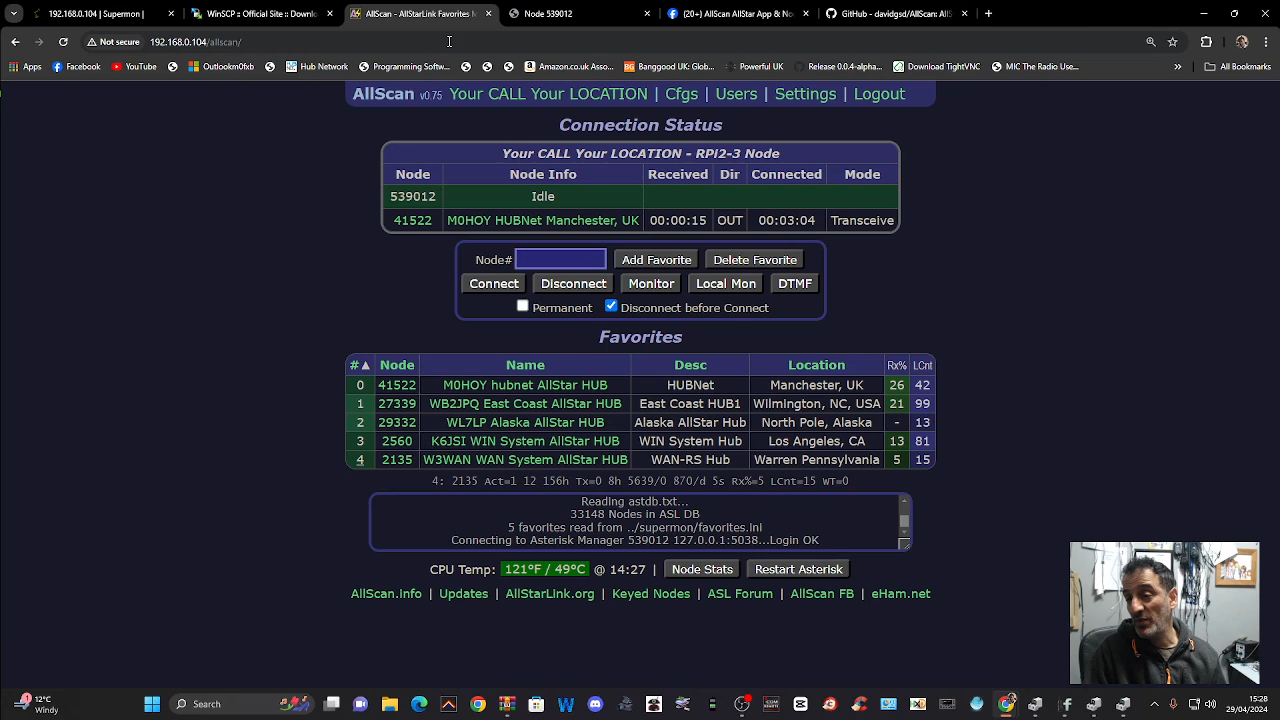 192.168.0.104 | Supermon |
WinSCP :: Official Site :: Downlo
AllScan - AllStarLink Favorites M
Node 539012
(20+) AllScan AllStar App & No
GitHub - davidgsd/AllScan: AllS
Not secure
192.168.0.104/allscan/
Apps
Facebook
YouTube
Outlookm0fxb
Hub Network
Programming Softw...
Amazon.co.uk Asso...
Banggood UK: Glob...
Powerful UK
Release 0.0.4-alpha...
Download TightVNC
MIC The Radio Use...
»
All Bookmarks
AllScan v0.75 Your CALL Your LOCATION | Cfgs | Users | Settings | Logout
Connection Status
Your CALL Your LOCATION - RPi2-3 Node
Node Node Info Received Dir Connected Mode
539012 Idle
41522 M0HOY HUBNet Manchester, UK 00:00:15 OUT 00:03:04 Transceive
Node# Add Favorite Delete Favorite
Connect Disconnect Monitor Local Mon DTMF
Permanent Disconnect before Connect
Favorites
# ▲ Node Name Desc Location Rx% LCnt
0 41522 M0HOY hubnet AllStar HUB HUBNet Manchester, UK 26 42
1 27339 WB2JPQ East Coast AllStar HUB East Coast HUB1 Wilmington, NC, USA 21 99
2 29332 WL7LP Alaska AllStar HUB Alaska AllStar Hub North Pole, Alaska - 13
3 2560 K6JSI WIN System AllStar HUB WIN System Hub Los Angeles, CA 13 81
4 2135 W3WAN WAN System AllStar HUB WAN-RS Hub Warren Pennsylvania 5 15
4: 2135 Act=1 12 156h Tx=0 8h 5639/0 870/d 5s Rx%=5 LCnt=15 WT=0
Reading astdb.txt...
33148 Nodes in ASL DB
5 favorites read from ../supermon/favorites.ini
Connecting to Asterisk Manager 539012 127.0.0.1:5038...Login OK
CPU Temp: 121°F / 49°C @ 14:27 | Node Stats Restart Asterisk
AllScan.info | Updates | AllStarLink.org | Keyed Nodes | ASL Forum | AllScan FB | eHam.net
12°C
Windy
Search
15:28
29/04/2024